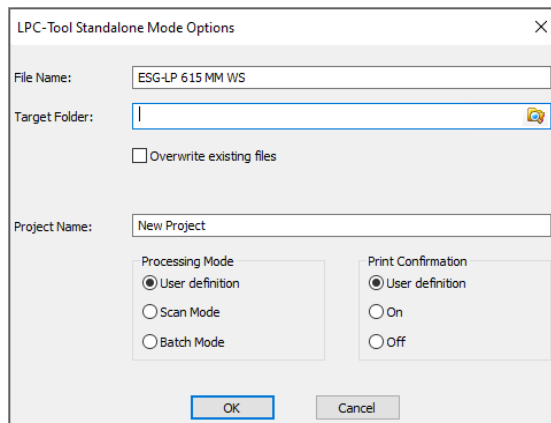 LPC-Tool Standalone Mode Options
File Name: ESG-LP 615 MM WS
Target Folder:
Overwrite existing files
Project Name: New Project
Processing Mode Print Confirmation
User definition User definition
Scan Mode On
Batch Mode Off
OK Cancel